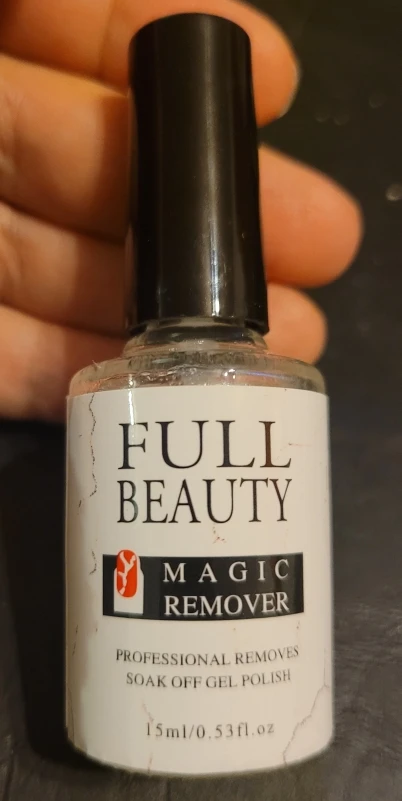 FULL
BEAUTY
MAGIC
REMOVER
PROFESSIONAL REMOVES
SOAK OFF GEL POLISH
15ml/0.53fl.oz